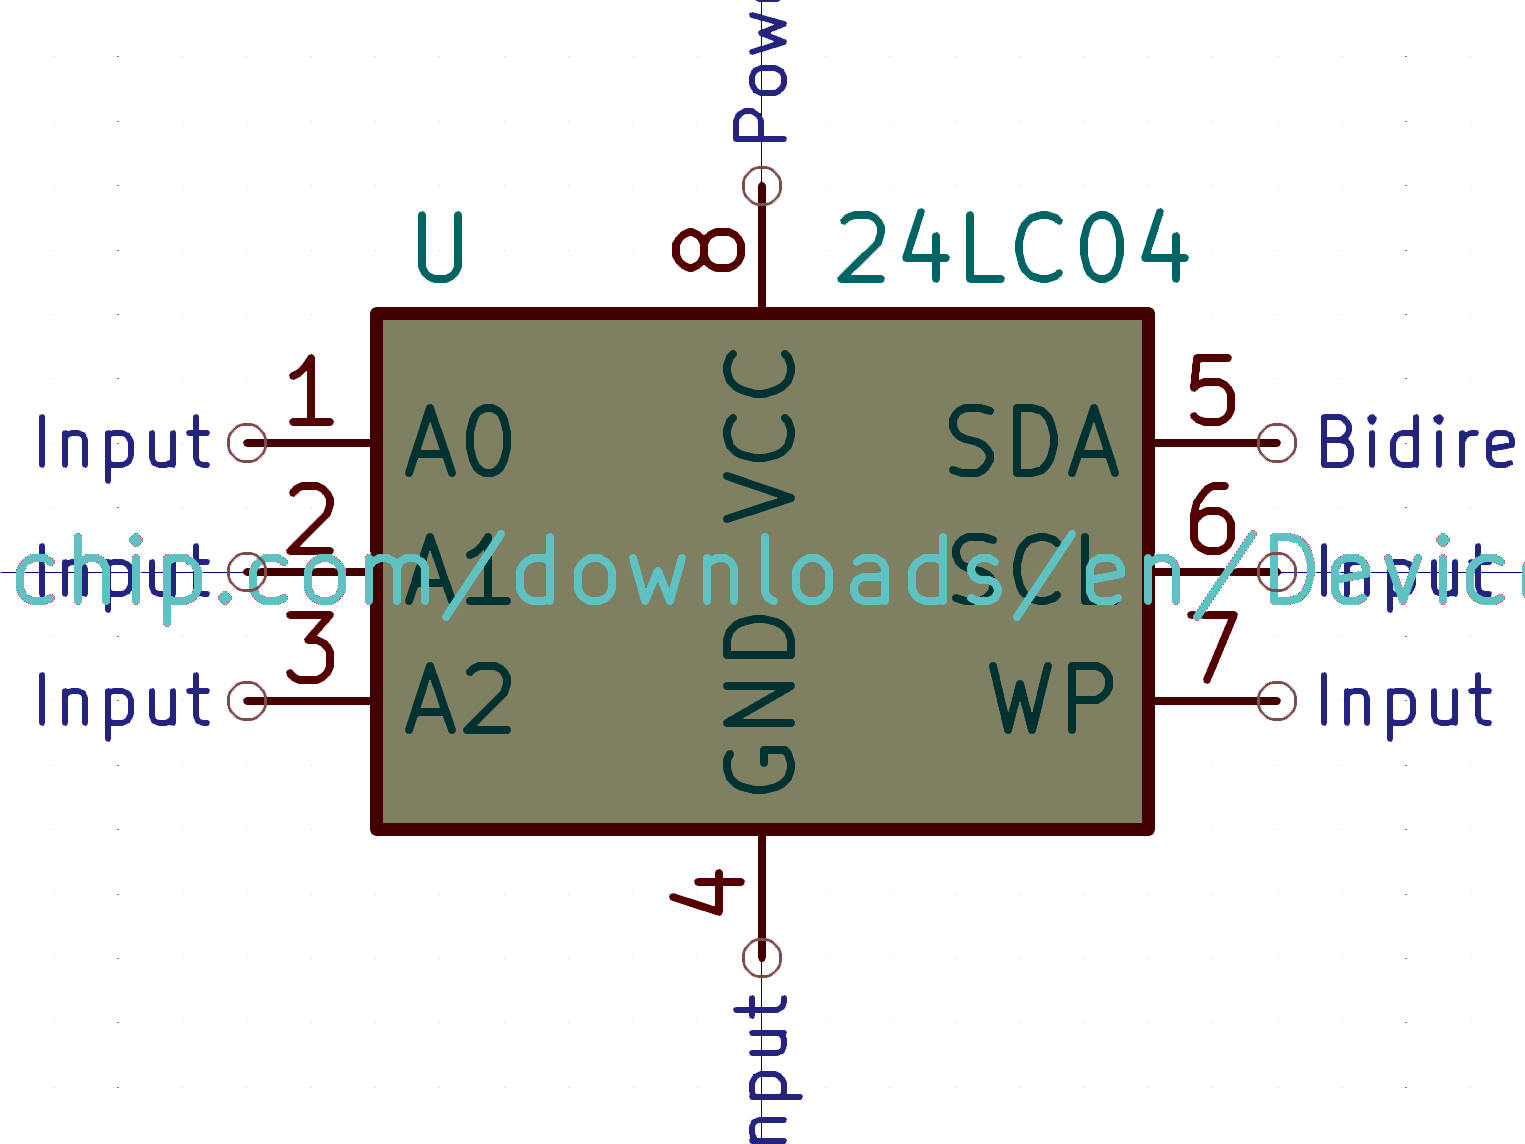 Pow
U
8
24LC04
1
5
Input
A0
VCC
SDA
Bidire
2
6
Input
A1
SCL
Input
chip.com/downloads/en/Devic
3
7
Input
A2
GND
WP
Input
4
nput